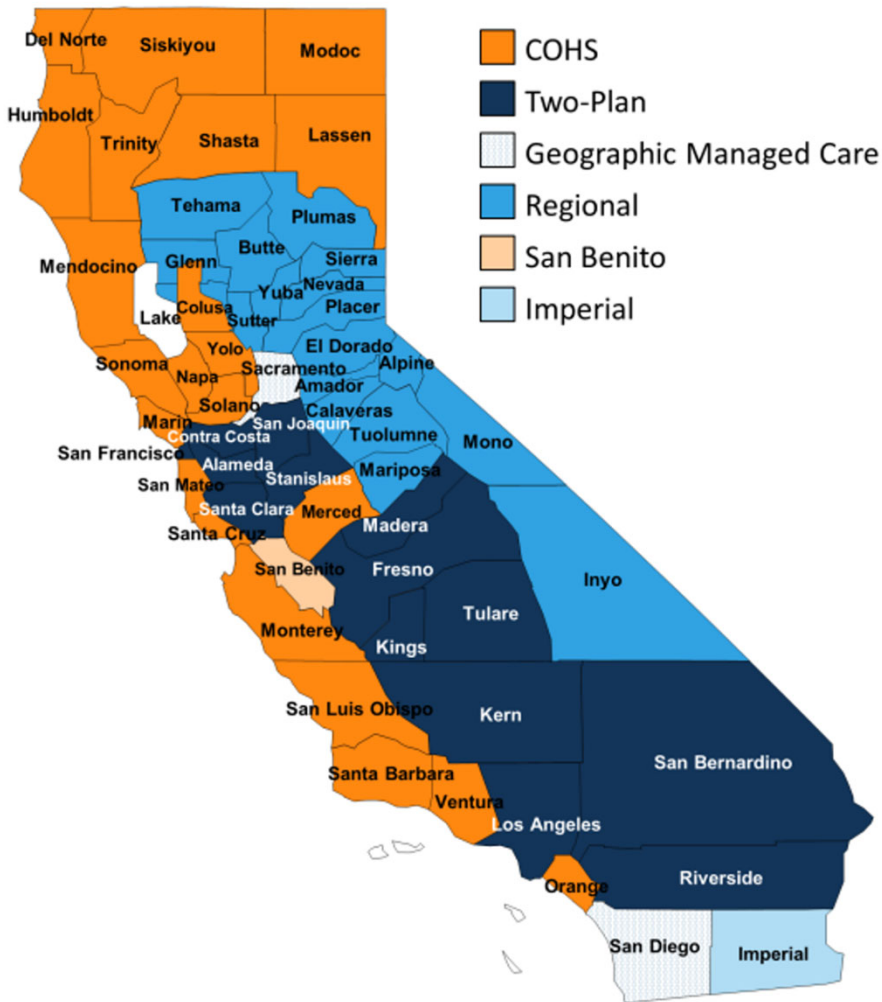 Del Norte
Siskiyou
Modoc
COHS
Two-Plan
Geographic Managed Care
Regional
San Benito
Imperial
Humboldt
Trinity
Shasta
Lassen
Tehama
Plumas
Butte
Mendocino
Glenn
Sierra
Nevada
Yuba
Placer
Colusa
Lake
Sutter
Yolo
El Dorado
Sonoma
Sacramento
Alpine
Napa
Amador
Solano
Calaveras
Marin
San Joaquin
Contra Costa
Tuolumne
Mono
San Francisco
Alameda
Mariposa
Stanislaus
San Mateo
Santa Clara
Merced
Madera
Santa Cruz
San Benito
Fresno
Inyo
Tulare
Monterey
Kings
San Luis Obispo
Kern
San Bernardino
Santa Barbara
Ventura
Los Angeles
Orange
Riverside
San Diego
Imperial